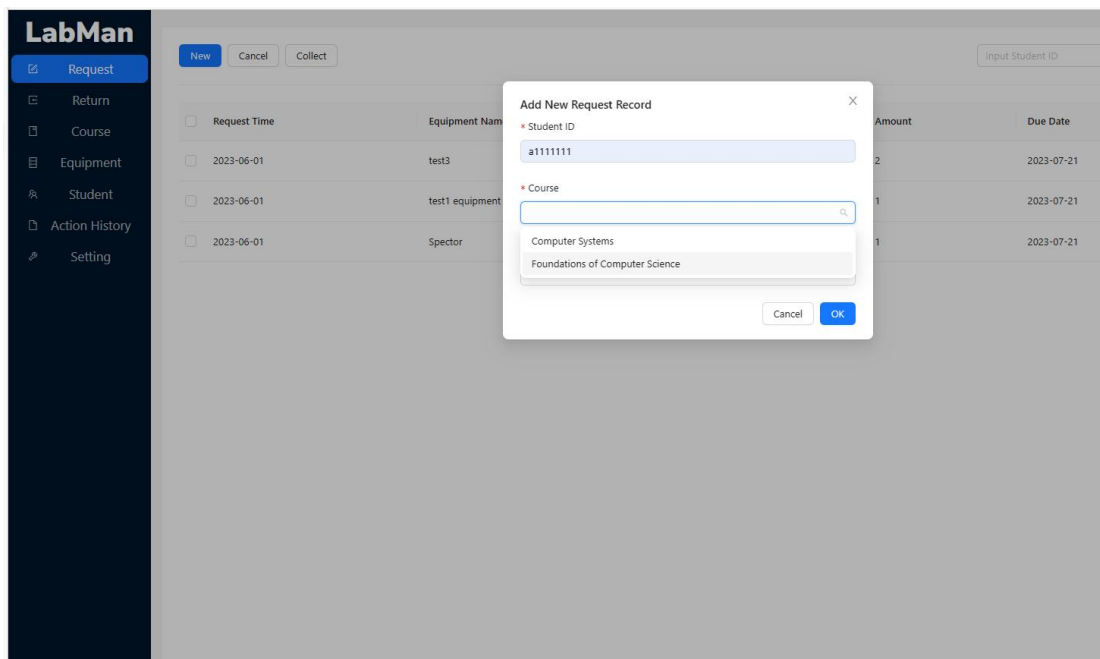 LabMan
Request
Return
Course
Equipment
Student
Action History
Setting
New Cancel Collect
Input Student ID
Request Time Equipment Nam Amount Due Date
2023-06-01 test3 2 2023-07-21
2023-06-01 test1 equipment 1 2023-07-21
2023-06-01 Spector 1 2023-07-21
Add New Request Record
* Student ID
a1111111
* Course
Computer Systems
Foundations of Computer Science
Cancel OK